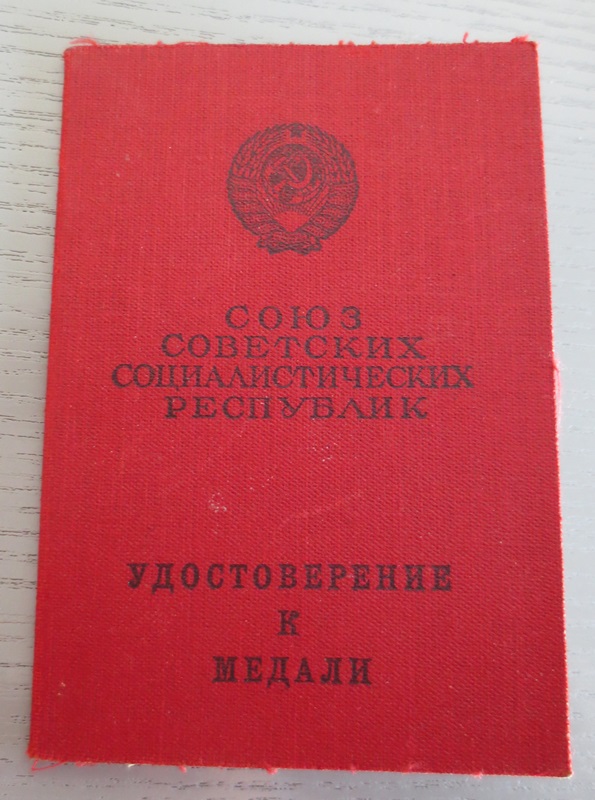 СОЮЗ
СОВЕТСКИХ
СОЦИАЛИСТИЧЕСКИХ
РЕСПУБЛИК
УДОСТОВЕРЕНИЕ
К
МЕДАЛИ